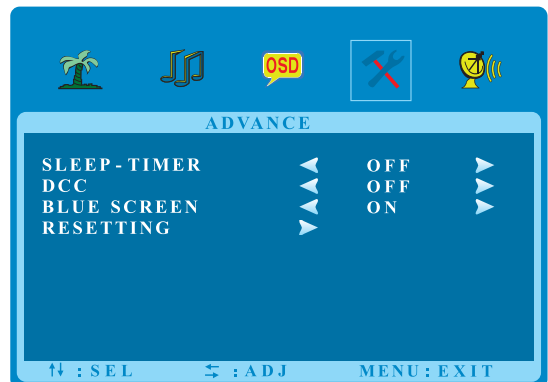 OSD
ADVANCE
SLEEP-TIMER OFF
DCC OFF
BLUE SCREEN ON
RESETTING
↑↓ : SEL ⇆ : ADJ MENU : EXIT